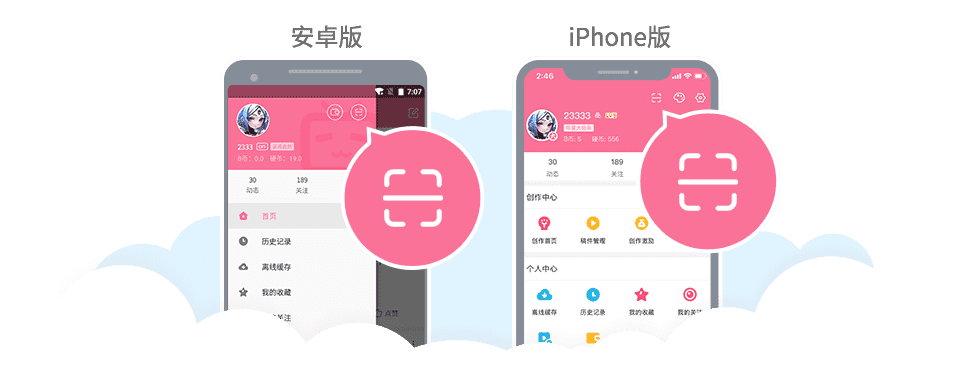 安卓版
iPhone版
7:07
2333
LV5
B币：0.0 硬币：19.0
30
动态
189
关注
首页
历史记录
离线缓存
我的收藏
关注
点赞
2:46
23333
LV5
年度大会员
B币：5 硬币：556
30
动态
189
关注
创作中心
创作首页
稿件管理
创作激励
个人中心
离线缓存
历史记录
我的收藏
我的关注